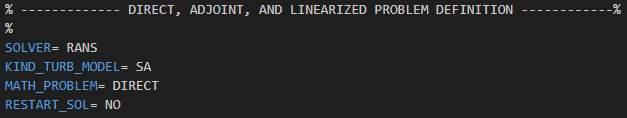 % ------------- DIRECT, ADJOINT, AND LINEARIZED PROBLEM DEFINITION ------------%
%
SOLVER= RANS
KIND_TURB_MODEL= SA
MATH_PROBLEM= DIRECT
RESTART_SOL= NO